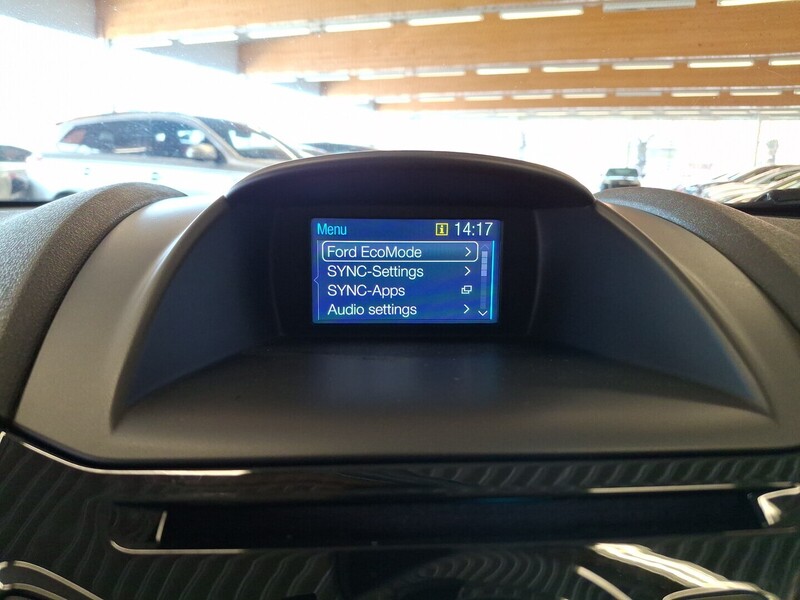 Menu 14:17
Ford EcoMode
SYNC-Settings
SYNC-Apps
Audio settings